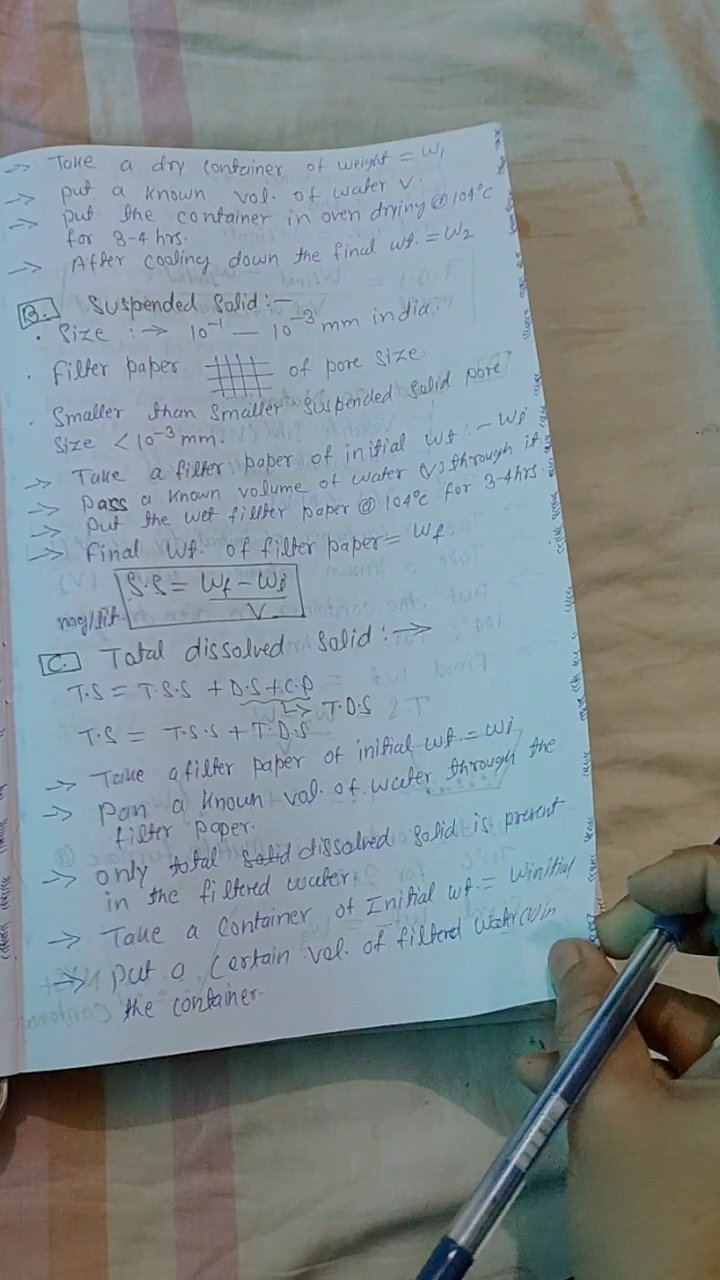 → Take a dry container of weight = W₁
→ put a known vol. of water V.
→ put the container in oven drying @ 104°C
for 3-4 hrs.
→ After cooling down the final wt. = W₂
B. Suspended Solid :-
• Size :→ 10⁻¹ — 10⁻³ mm in dia.
• Filter paper of pore size
• Smaller than smaller suspended solid pore
size < 10⁻³ mm.
→ Take a filter paper of initial wt. - Wi
→ Pass a known volume of water (V) through it
→ Put the wet fillter paper @ 104°C for 3-4 hrs.
→ Final wt. of filter paper = Wf.
S.S = Wf - Wi
mg/lit. V
C. Total dissolved solid :→
T.S = T.S.S + D.S + C.P
↳ T.D.S
T.S = T.S.S + T.D.S
→ Take a filter paper of initial wt. = Wi
→ Pan a known vol. of water through the
filter paper.
→ only total solid dissolved solid is present
in the filtered water.
→ Take a container of Initial wt. = Winitial
→ put a certain vol. of filtered water (V) in
the container.